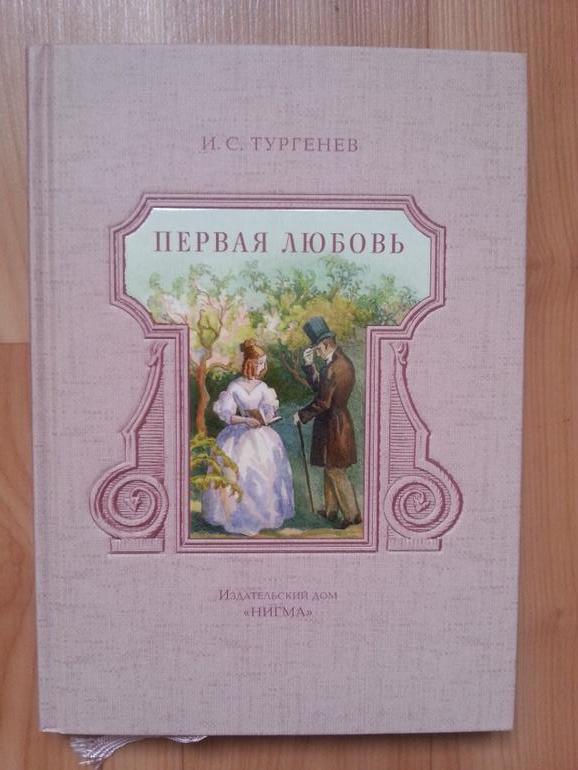 И. С. ТУРГЕНЕВ
ПЕРВАЯ ЛЮБОВЬ
Издательский дом
«НИГМА»